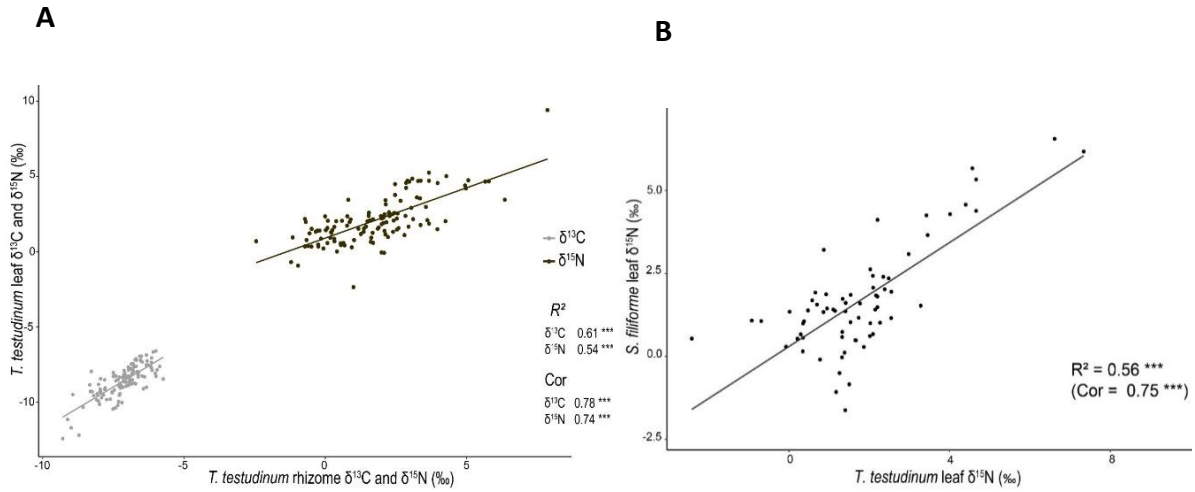 A
T. testudinum leaf δ¹³C and δ¹⁵N (‰)
10
5
0
-5
-10
-10
-5
0
5
T. testudinum rhizome δ¹³C and δ¹⁵N (‰)
δ¹³C
δ¹⁵N
R²
δ¹³C 0.61 ***
δ¹⁵N 0.54 ***
Cor
δ¹³C 0.78 ***
δ¹⁵N 0.74 ***
B
S. filiforme leaf δ¹⁵N (‰)
5.0
2.5
0.0
-2.5
0
4
8
T. testudinum leaf δ¹⁵N (‰)
R² = 0.56 ***
(Cor = 0.75 ***)